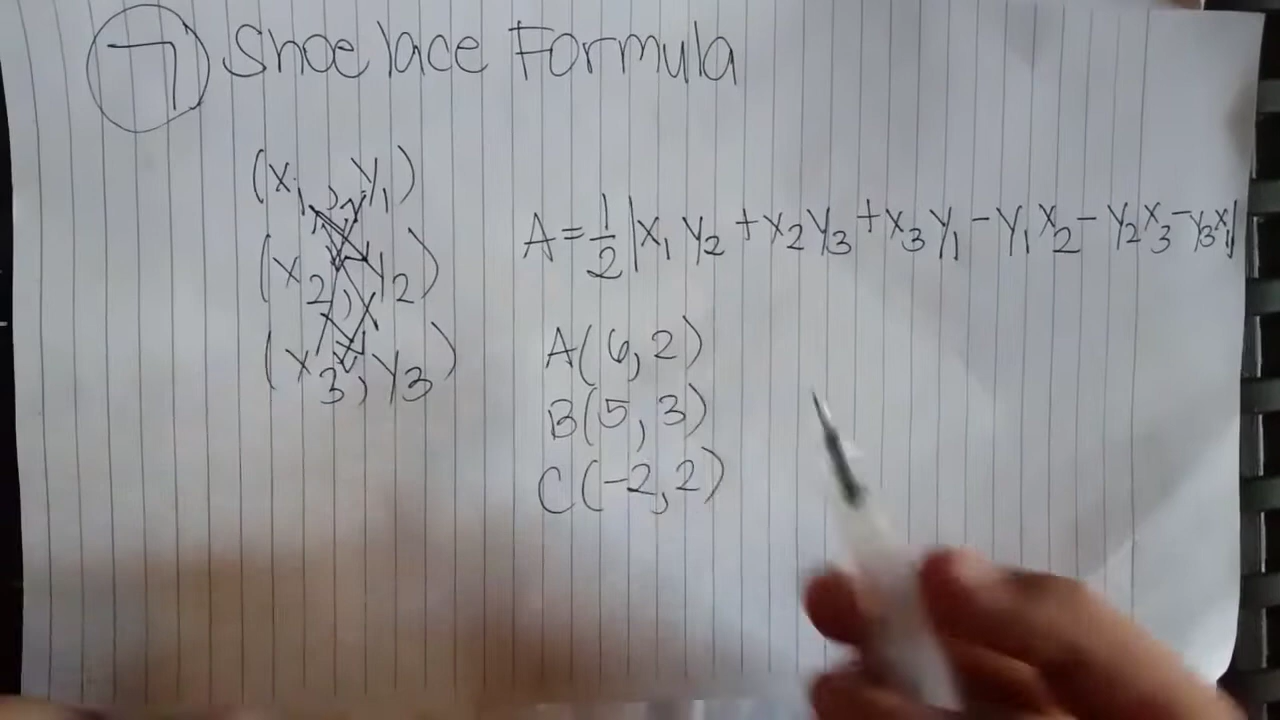 7 Shoelace Formula
(x₁, y₁)
(x₂, y₂)
(x₃, y₃)
A = 1/2 |x₁ y₂ + x₂ y₃ + x₃ y₁ - y₁ x₂ - y₂ x₃ - y₃ x₁|
A(6, 2)
B(5, 3)
C(-2, 2)